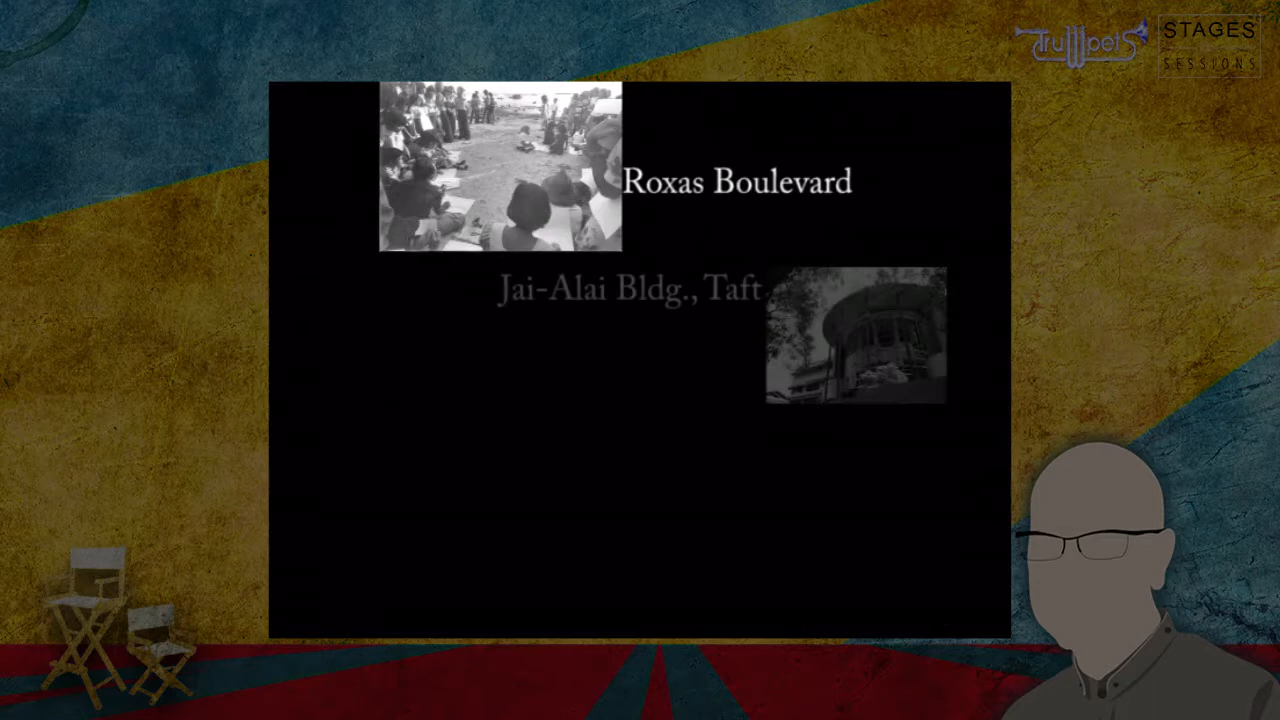 Trumpets
STAGES
SESSIONS
Roxas Boulevard
Jai-Alai Bldg., Taft